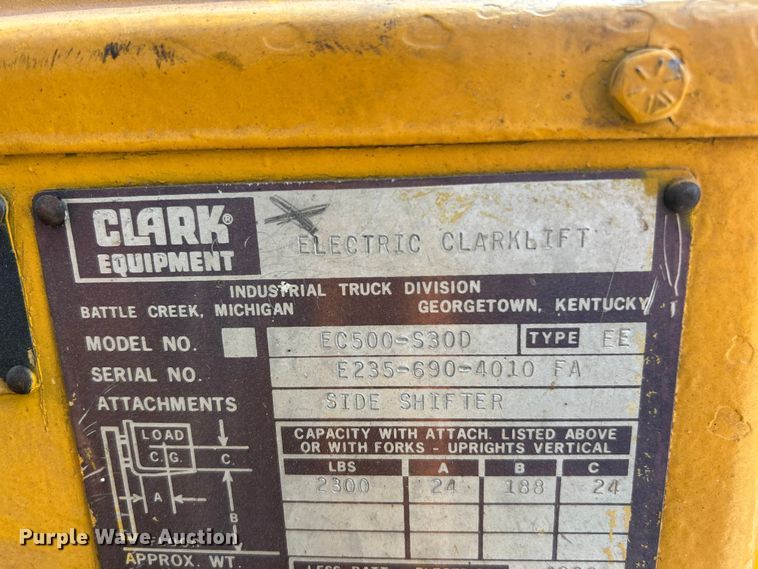 CLARK®
EQUIPMENT
ELECTRIC CLARKLIFT
INDUSTRIAL TRUCK DIVISION
BATTLE CREEK, MICHIGAN GEORGETOWN, KENTUCKY
MODEL NO. EC500-S30D TYPE EE
SERIAL NO. E235-690-4010 FA
ATTACHMENTS SIDE SHIFTER
LOAD
C.G.
C.
A
B
CAPACITY WITH ATTACH. LISTED ABOVE
OR WITH FORKS - UPRIGHTS VERTICAL
LBS A B C
2300 24 188 24
APPROX. WT.
Purple Wave Auction